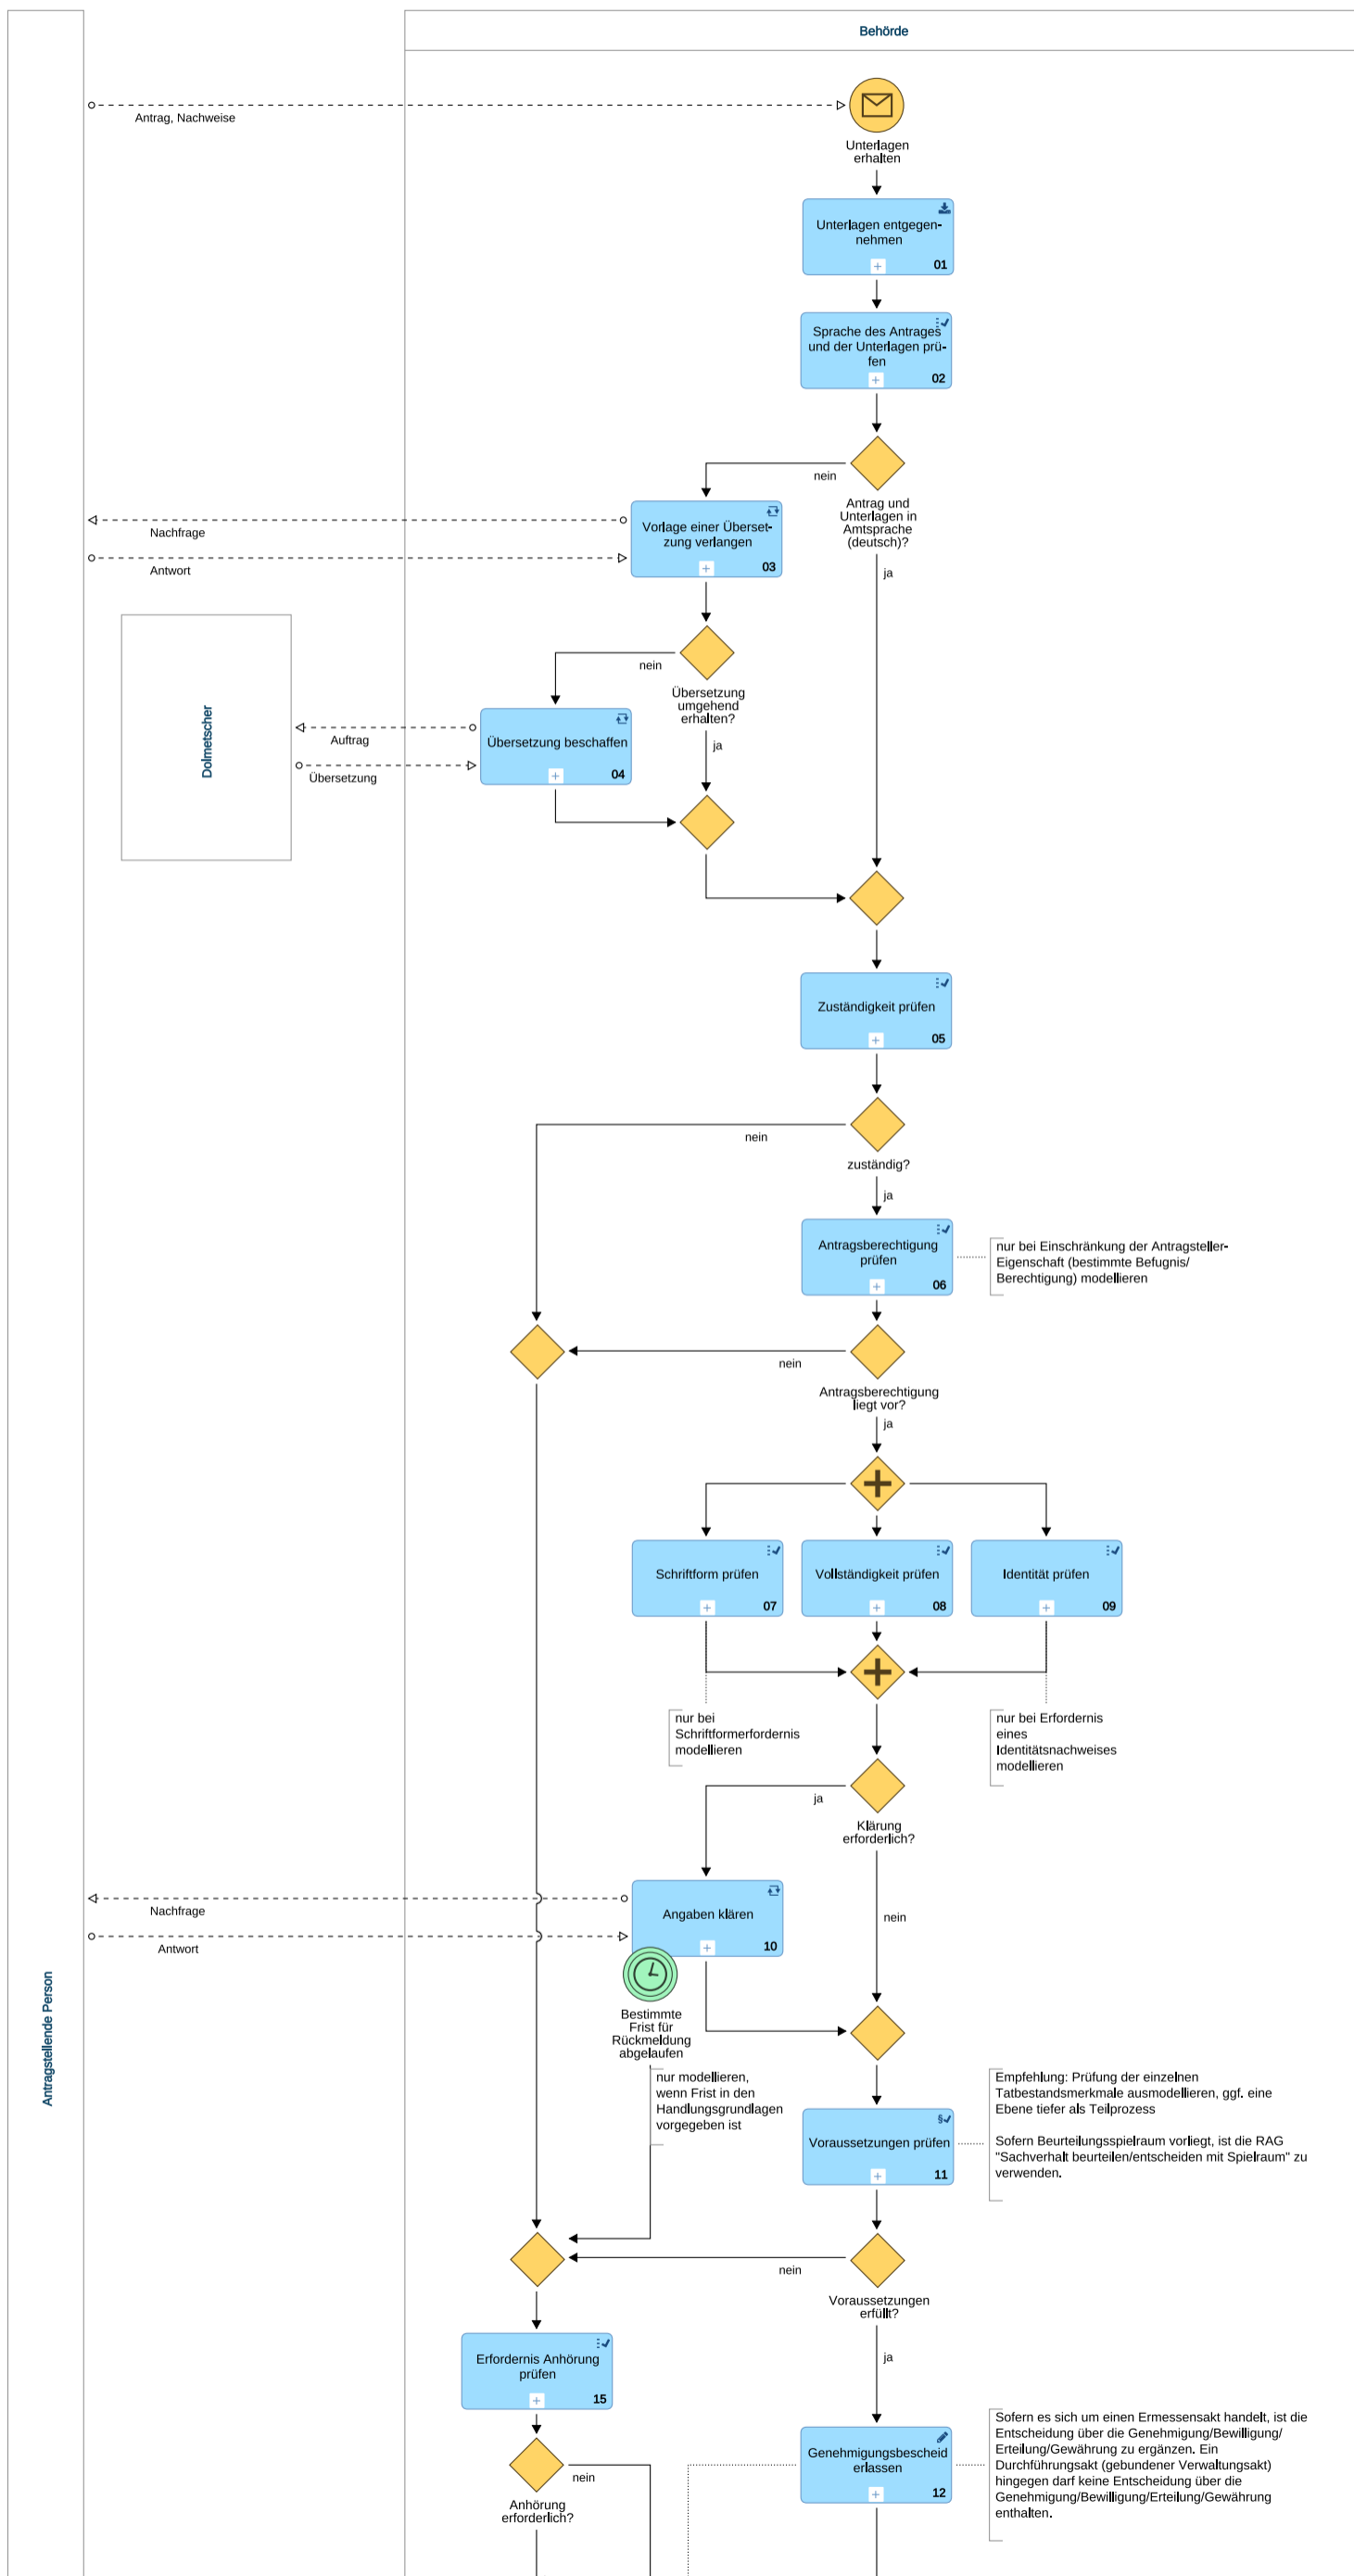 Behörde
Antrag, Nachweise
Unterlagen
erhalten
Unterlagen entgegen-
nehmen
01
Sprache des Antrages
und der Unterlagen prü-
fen
02
nein
Antrag und
Unterlagen in
Amtsprache
(deutsch)?
ja
Vorlage einer Überset-
zung verlangen
03
Nachfrage
Antwort
nein
Übersetzung
umgehend
erhalten?
ja
Dolmetscher
Auftrag
Übersetzung
Übersetzung beschaffen
04
Zuständigkeit prüfen
05
nein
zuständig?
ja
Antragsberechtigung
prüfen
06
nur bei Einschränkung der Antragsteller-
Eigenschaft (bestimmte Befugnis/
Berechtigung) modellieren
nein
Antragsberechtigung
liegt vor?
ja
Schriftform prüfen
07
Vollständigkeit prüfen
08
Identität prüfen
09
nur bei
Schriftformerfordernis
modellieren
nur bei Erfordernis
eines
Identitätsnachweises
modellieren
ja
Klärung
erforderlich?
nein
Nachfrage
Antwort
Angaben klären
10
Bestimmte
Frist für
Rückmeldung
abgelaufen
nur modellieren,
wenn Frist in den
Handlungsgrundlagen
vorgegeben ist
Antragstellende Person
Voraussetzungen prüfen
11
Empfehlung: Prüfung der einzelnen
Tatbestandsmerkmale ausmodellieren, ggf. eine
Ebene tiefer als Teilprozess
Sofern Beurteilungsspielraum vorliegt, ist die RAG
"Sachverhalt beurteilen/entscheiden mit Spielraum" zu
verwenden.
nein
Voraussetzungen
erfüllt?
ja
Erfordernis Anhörung
prüfen
15
nein
Anhörung
erforderlich?
Genehmigungsbescheid
erlassen
12
Sofern es sich um einen Ermessensakt handelt, ist die
Entscheidung über die Genehmigung/Bewilligung/
Erteilung/Gewährung zu ergänzen. Ein
Durchführungsakt (gebundener Verwaltungsakt)
hingegen darf keine Entscheidung über die
Genehmigung/Bewilligung/Erteilung/Gewährung
enthalten.